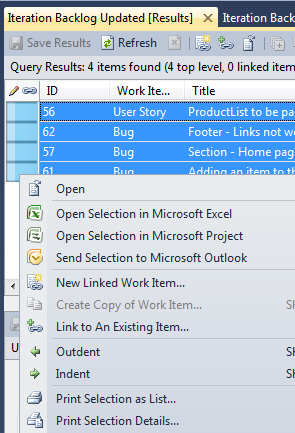 Iteration Backlog Updated [Results] Iteration Backlo
Save Results Refresh
Query Results: 4 items found (4 top level, 0 linked item
ID Work Ite... Title
56 User Story ProductList to be pa
62 Bug Footer - Links not w
57 Bug Section - Home pag
61 Bug Adding an item to th
Open
Open Selection in Microsoft Excel
Open Selection in Microsoft Project
Send Selection to Microsoft Outlook
New Linked Work Item...
Create Copy of Work Item... Sh
Link to An Existing Item...
Outdent Sh
Indent Sh
Print Selection as List...
Print Selection Details...